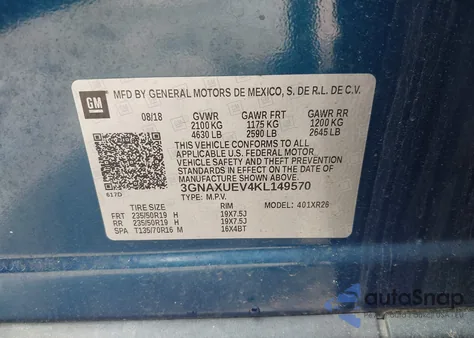 GM
MFD BY GENERAL MOTORS DE MEXICO, S. DE R.L. DE C.V.
08/18 GVWR GAWR FRT GAWR RR
2100 KG 1175 KG 1200 KG
4630 LB 2590 LB 2645 LB
THIS VEHICLE CONFORMS TO ALL APPLICABLE U.S. FEDERAL MOTOR
VEHICLE SAFETY AND THEFT PREVENTION STANDARDS IN
EFFECT ON THE DATE OF MANUFACTURE SHOWN ABOVE.
3GNAXUEV4KL149570
617D TYPE: M.P.V.
TIRE SIZE RIM MODEL: 401XR26
FRT 235/50R19 H 19X7.5J
RR 235/50R19 H 19X7.5J
SPA T135/70R16 M 16X4BT
autoSnap